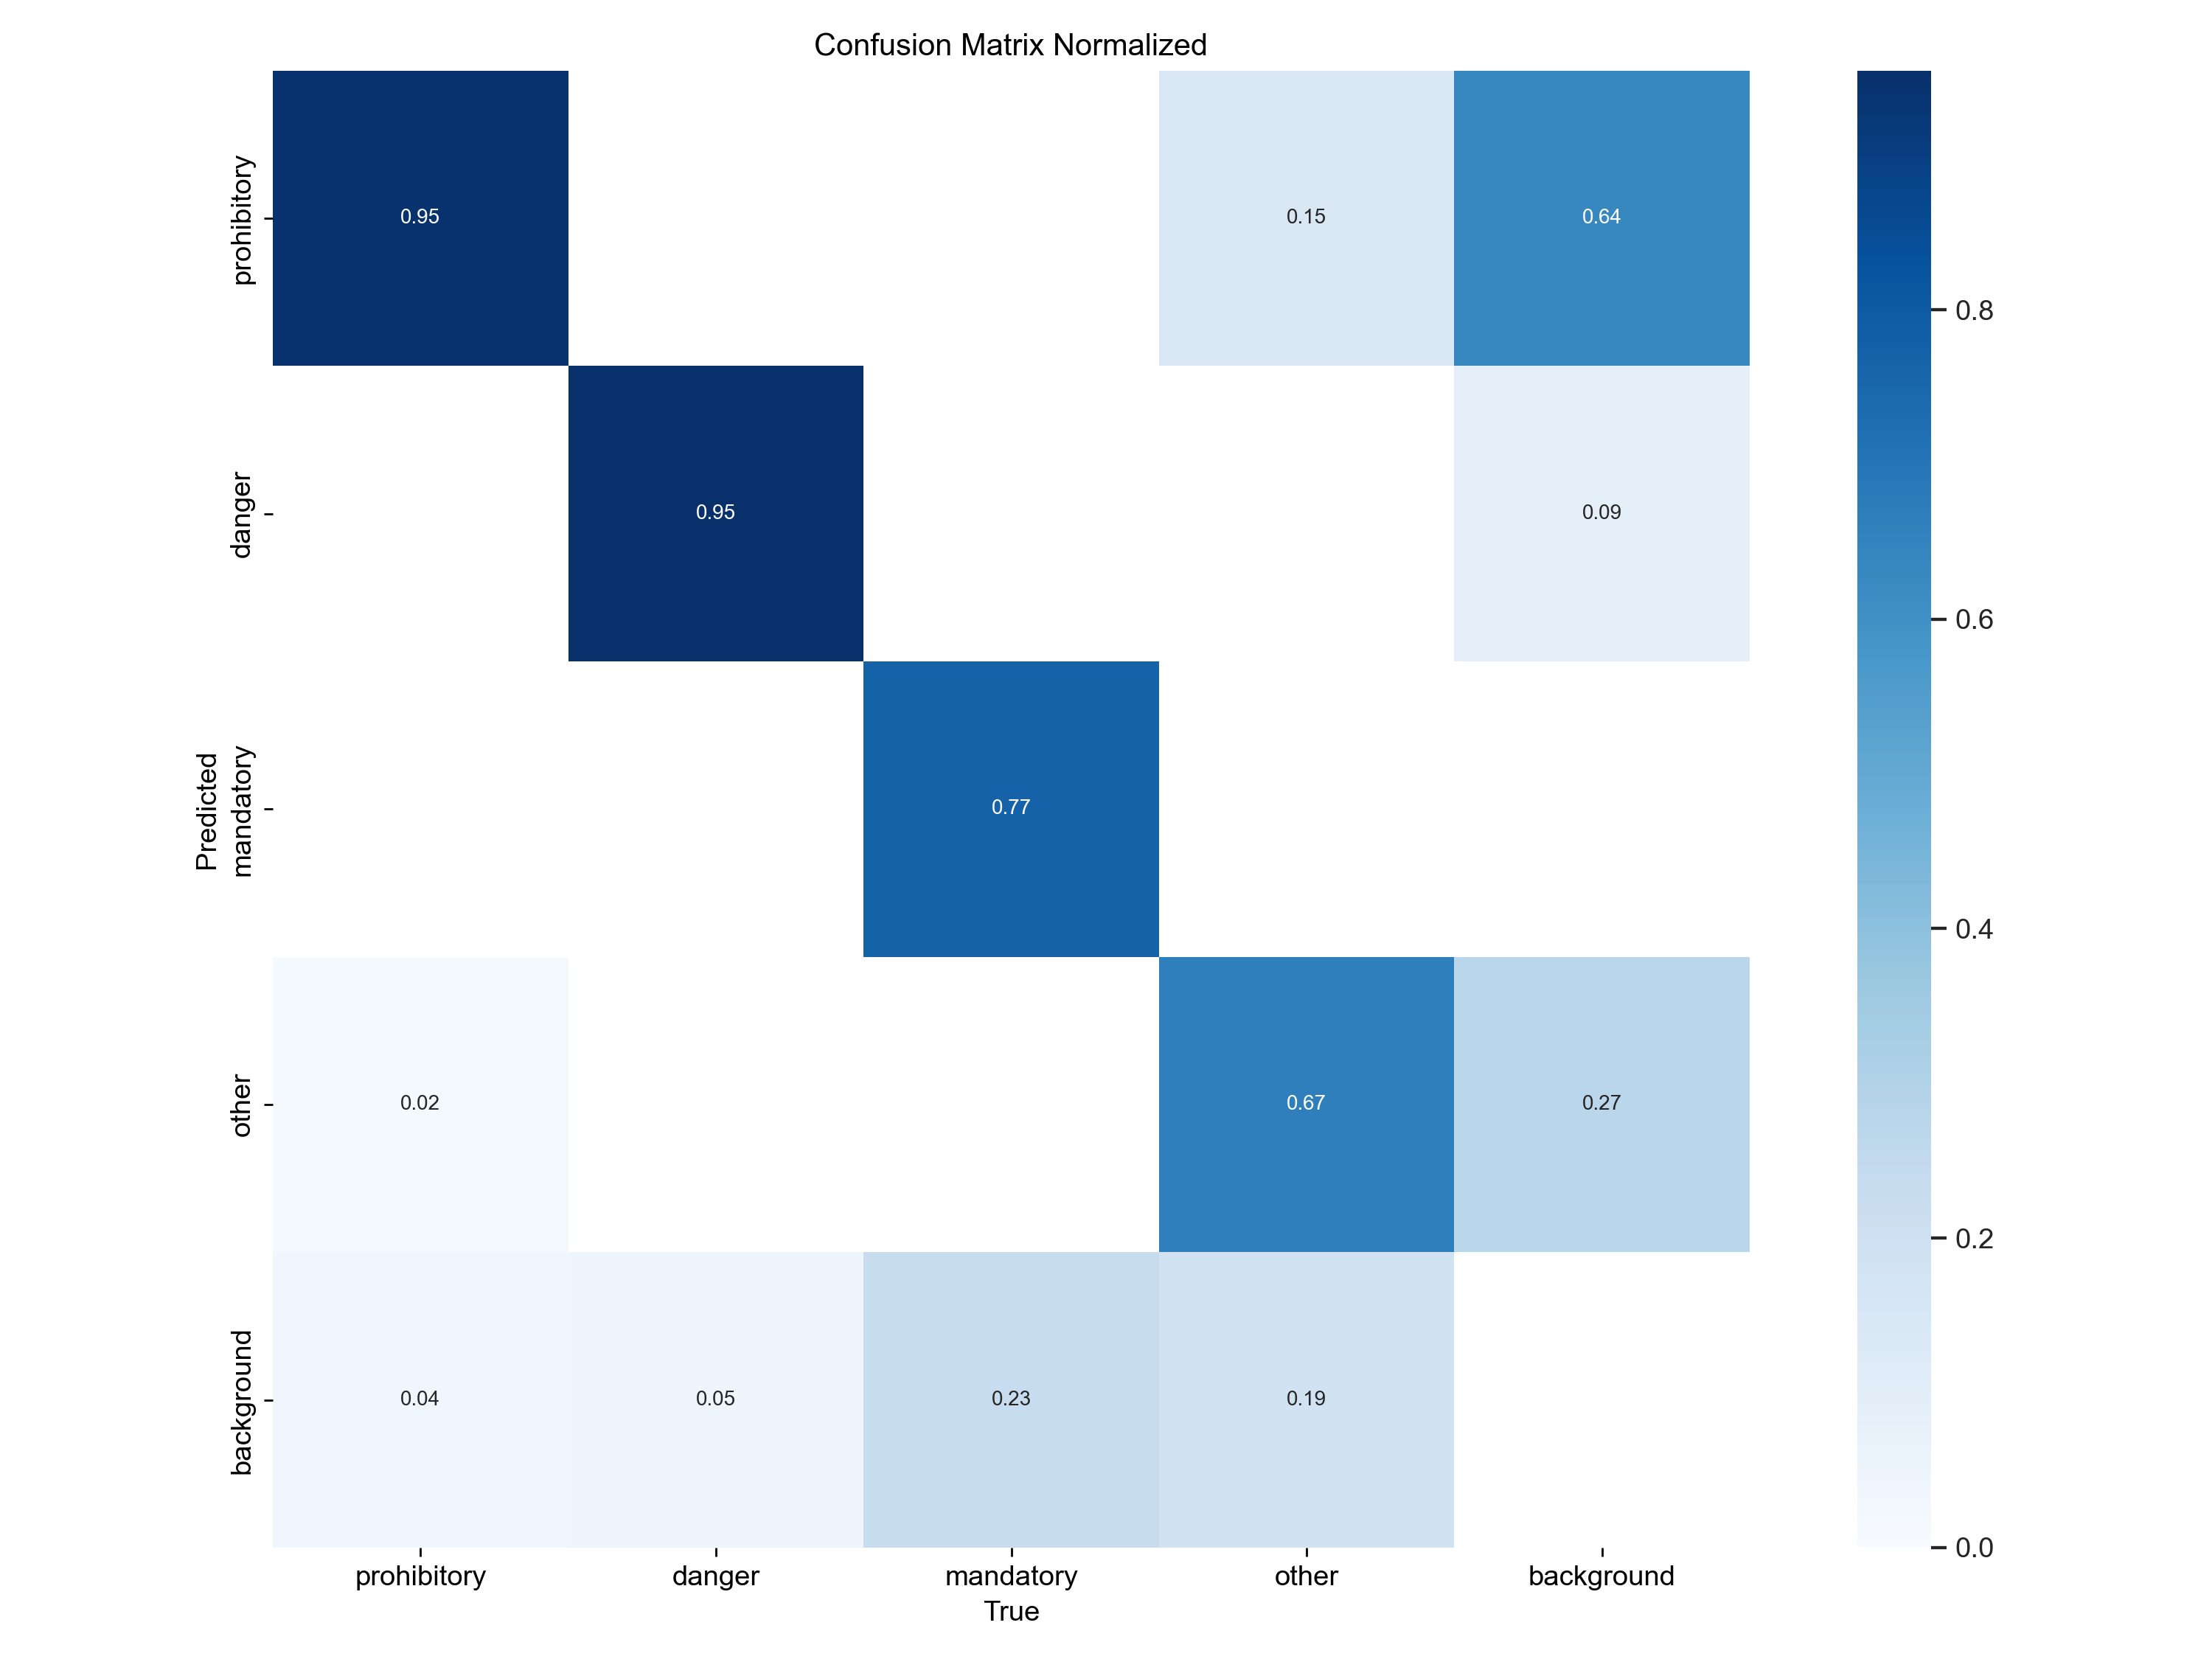 Confusion Matrix Normalized
prohibitory
0.95
0.15
0.64
danger
0.95
0.09
Predicted
mandatory
0.77
other
0.02
0.67
0.27
background
0.04
0.05
0.23
0.19
prohibitory
danger
mandatory
other
background
True
0.8
0.6
0.4
0.2
0.0